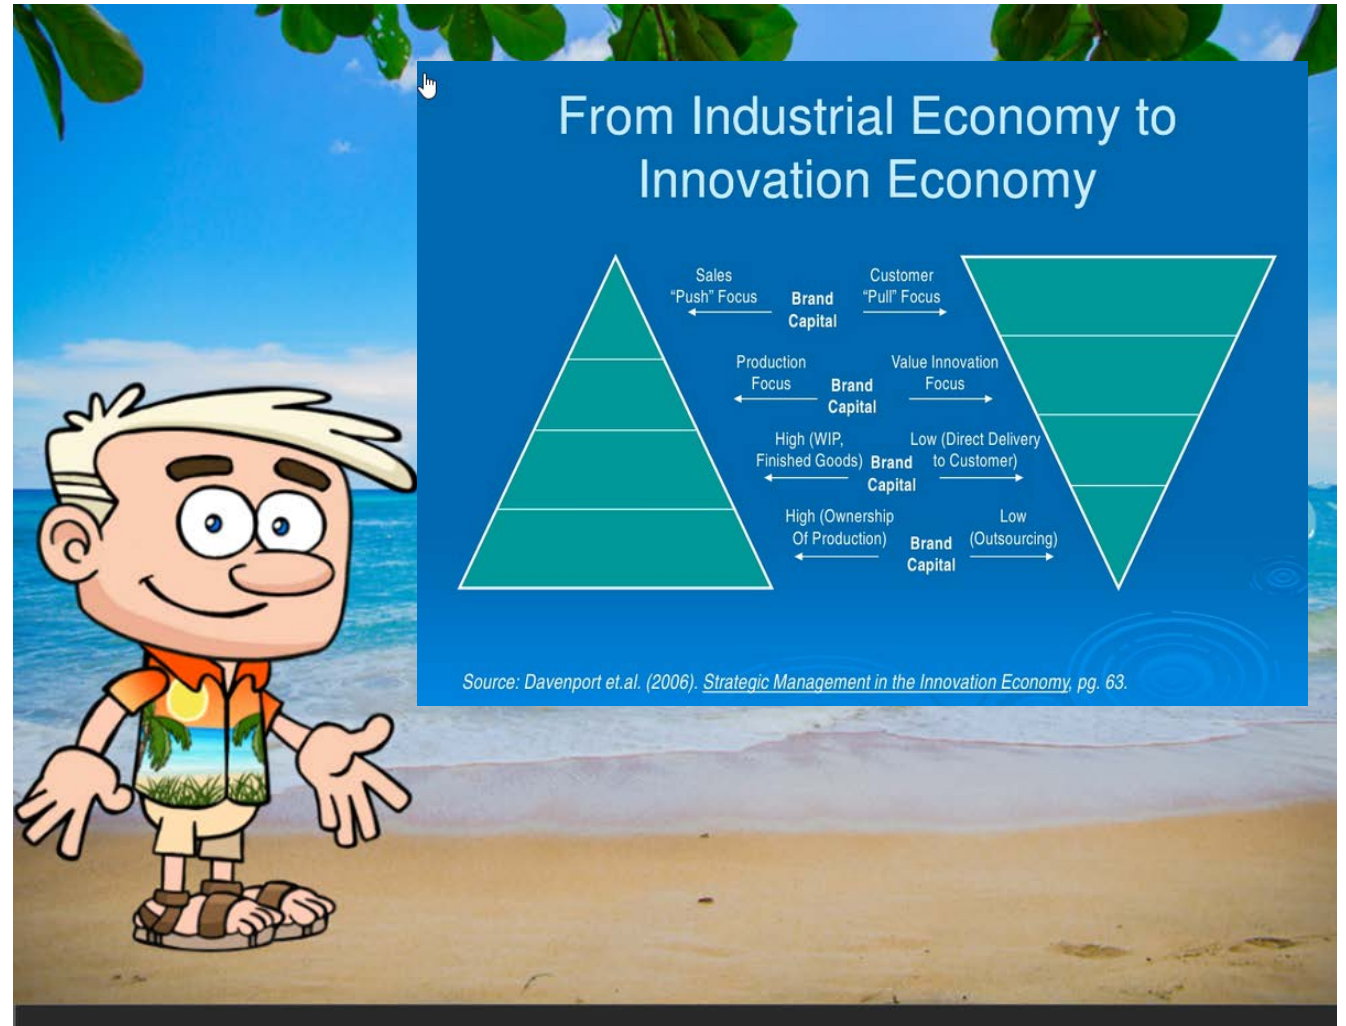 From Industrial Economy to
Innovation Economy
Sales
“Push” Focus
Brand
Capital
Customer
“Pull” Focus
Production
Focus
Brand
Capital
Value Innovation
Focus
High (WIP,
Finished Goods)
Brand
Capital
Low (Direct Delivery
to Customer)
High (Ownership
Of Production)
Brand
Capital
Low
(Outsourcing)
Source: Davenport et.al. (2006). Strategic Management in the Innovation Economy, pg. 63.